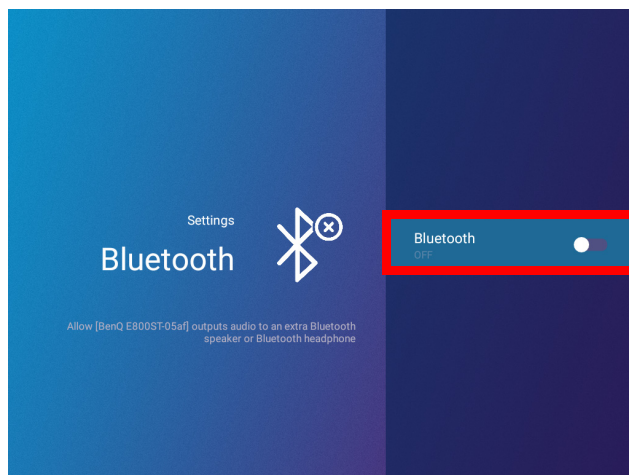 Settings
Bluetooth
Allow [BenQ E800ST-05af] outputs audio to an extra Bluetooth
speaker or Bluetooth headphone
Bluetooth
OFF